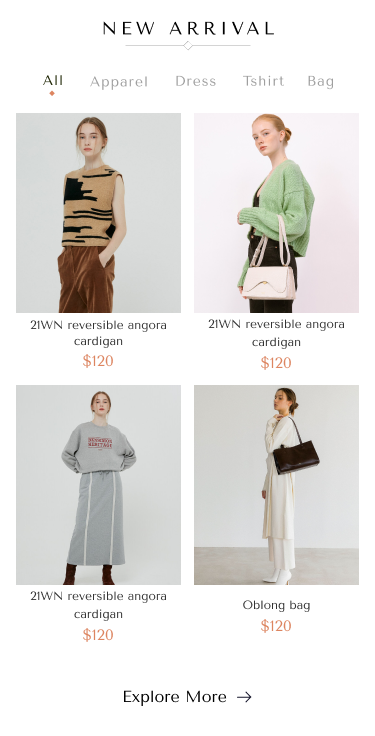 NEW ARRIVAL
All Apparel Dress Tshirt Bag
21WN reversible angora
cardigan
$120
21WN reversible angora
cardigan
$120
21WN reversible angora
cardigan
$120
Oblong bag
$120
Explore More →